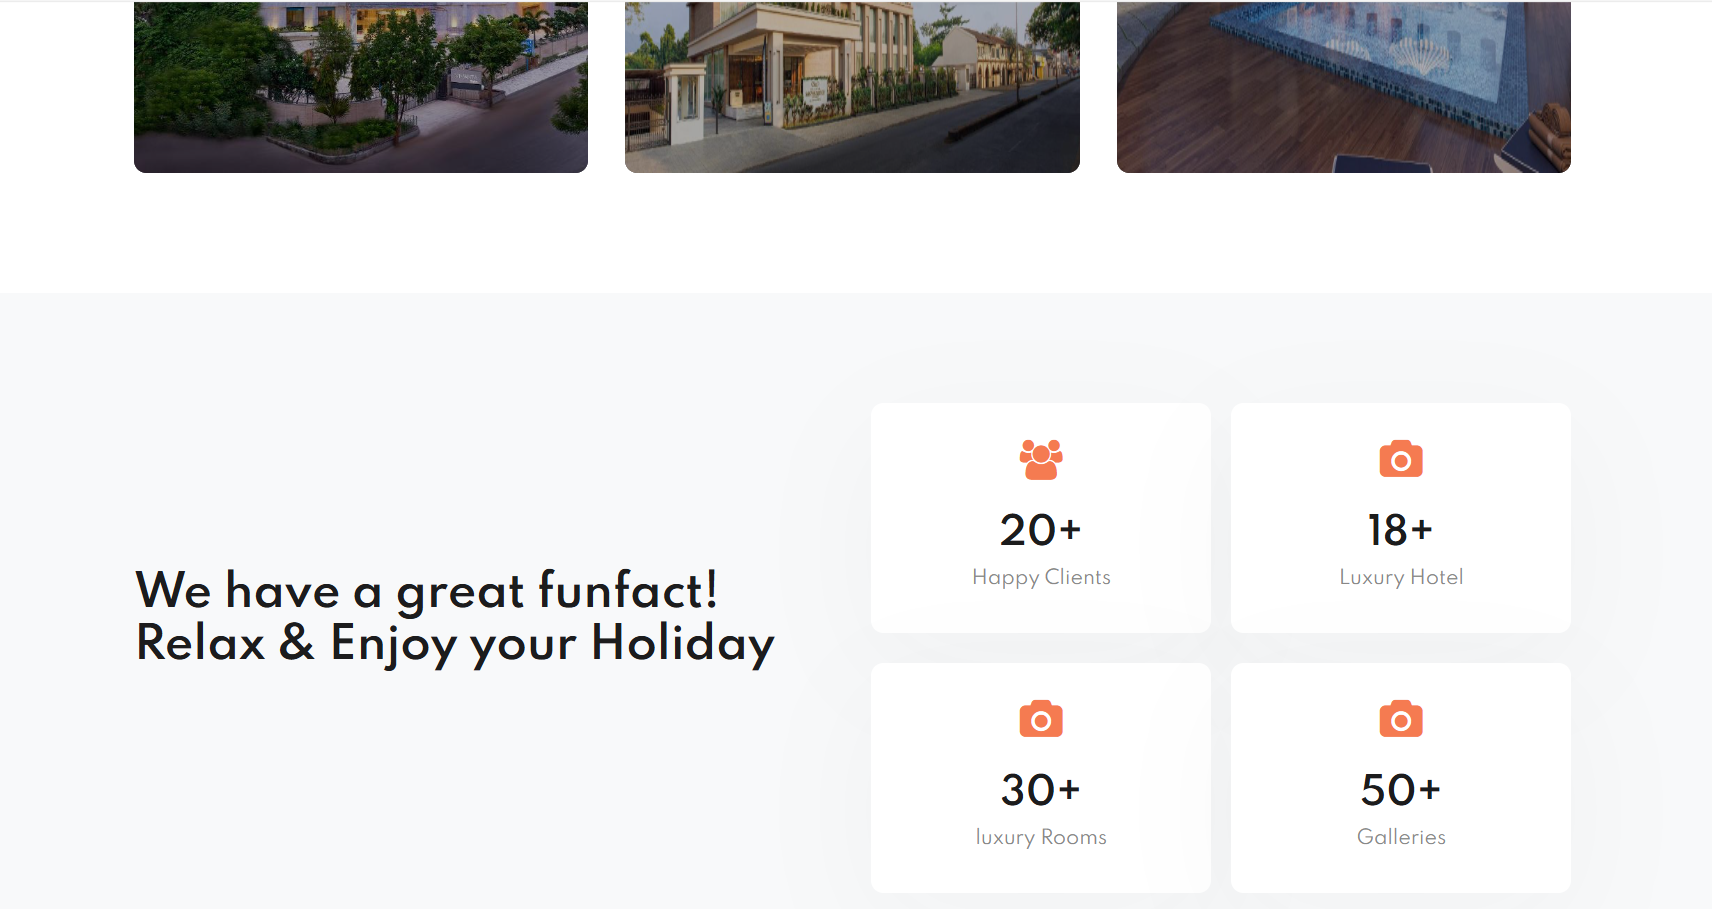 We have a great funfact!
Relax & Enjoy your Holiday
20+
Happy Clients
18+
Luxury Hotel
30+
luxury Rooms
50+
Galleries